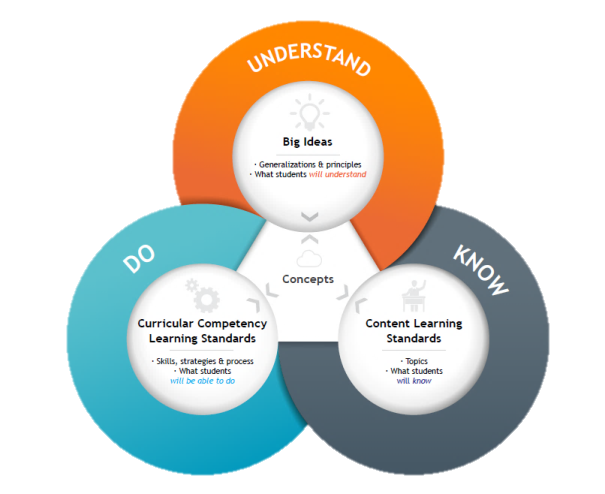 UNDERSTAND
Big Ideas
· Generalizations & principles
· What students will understand
DO
KNOW
Concepts
Curricular Competency
Learning Standards
· Skills, strategies & process
· What students
will be able to do
Content Learning
Standards
· Topics
· What students
will know